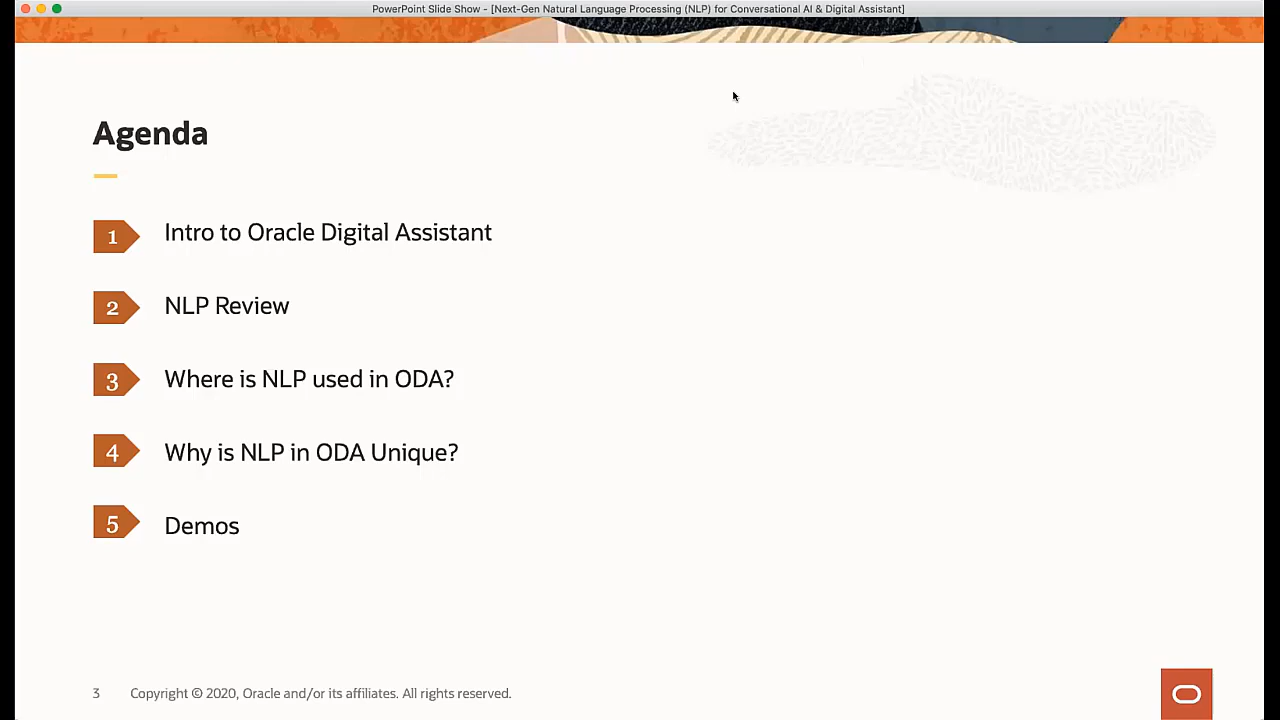 PowerPoint Slide Show - [Next-Gen Natural Language Processing (NLP) for Conversational AI & Digital Assistant]
Agenda
1 Intro to Oracle Digital Assistant
2 NLP Review
3 Where is NLP used in ODA?
4 Why is NLP in ODA Unique?
5 Demos
3 Copyright © 2020, Oracle and/or its affiliates. All rights reserved.